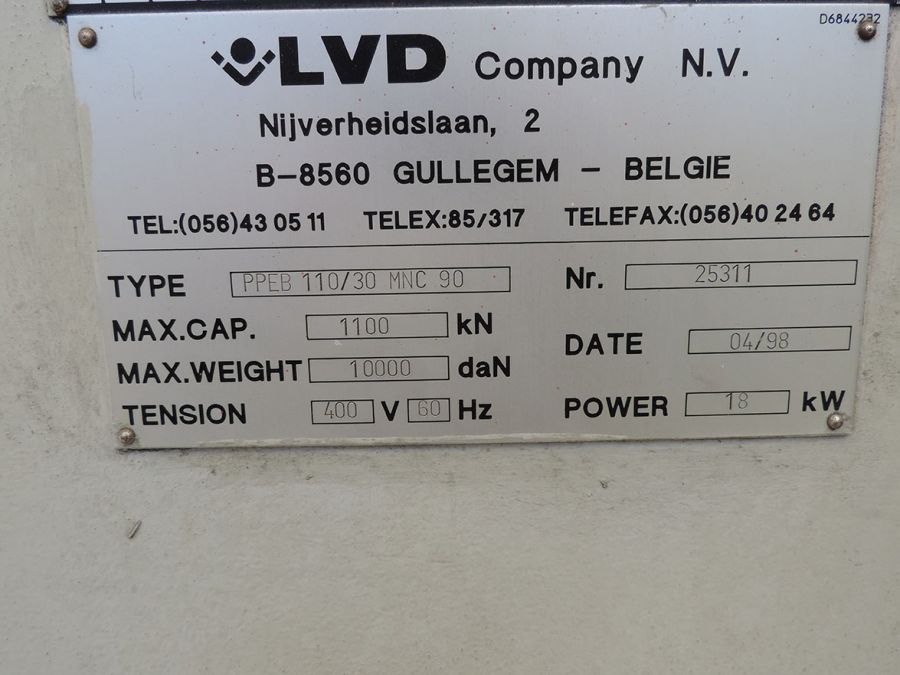 D6844232
LVD Company N.V.
Nijverheidslaan, 2
B-8560 GULLEGEM - BELGIE
TEL:(056)43 05 11 TELEX:85/317 TELEFAX:(056)40 24 64
TYPE PPEB 110/30 MNC 90 Nr. 25311
MAX.CAP. 1100 kN
DATE 04/98
MAX.WEIGHT 10000 daN
TENSION 400 V 60 Hz POWER 18 kW